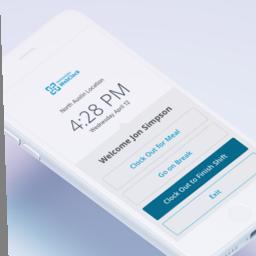 WebClock
North Austin Location
4:28 PM
Wednesday April 12
Welcome Jon Simpson
Clock Out for Meal
Go on Break
Clock Out to Finish Shift
Exit